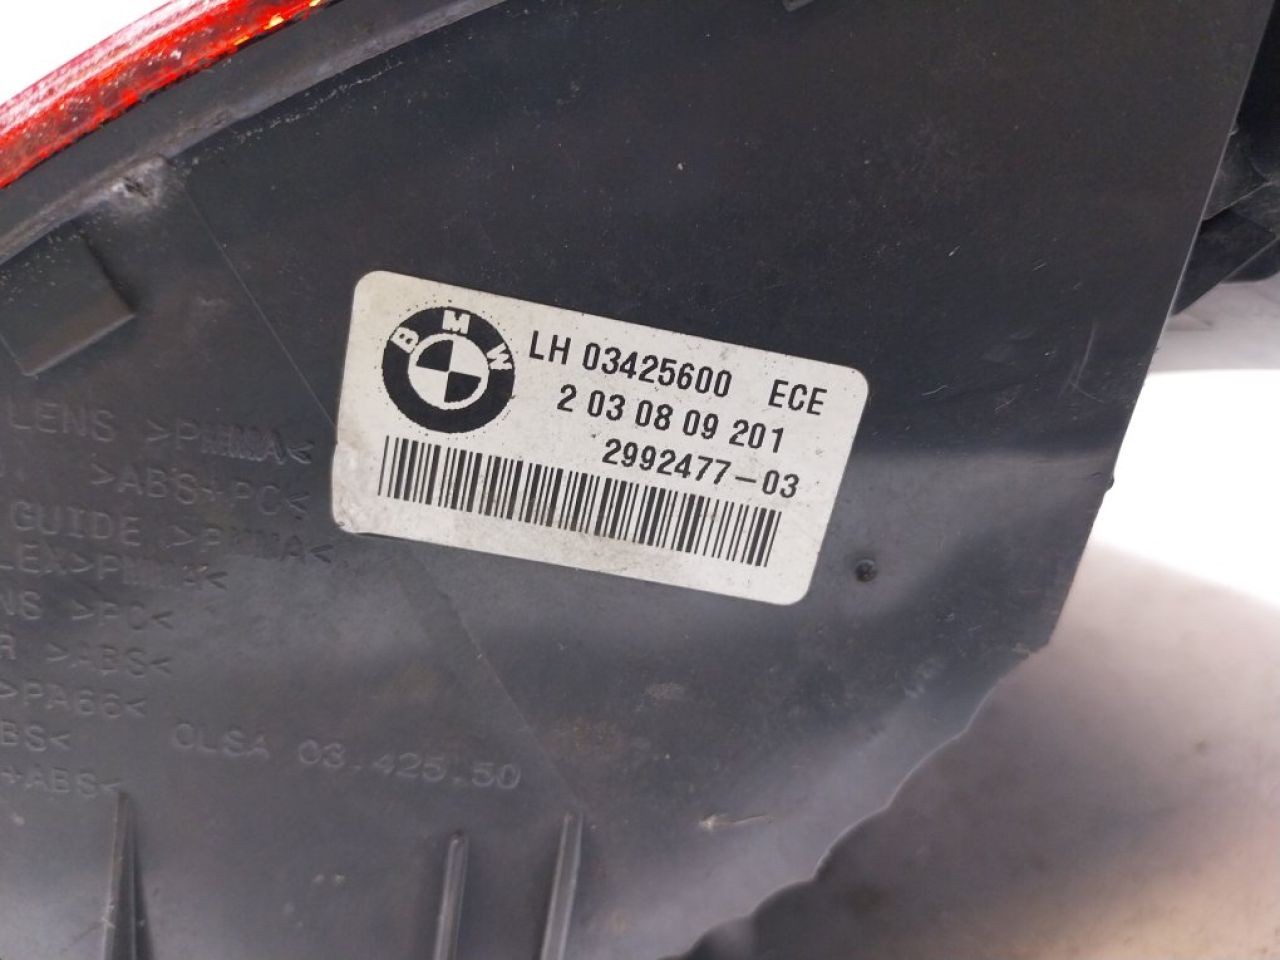 BMW
LH 03425600 ECE
2 03 08 09 201
2992477-03
LENS >PMMA<
>ABS+PC<
GUIDE >PMMA<
LEX>PMMA<
NS >PC<
R >ABS<
>PA66<
BS<
OLSA 03.425.50
+ABS<